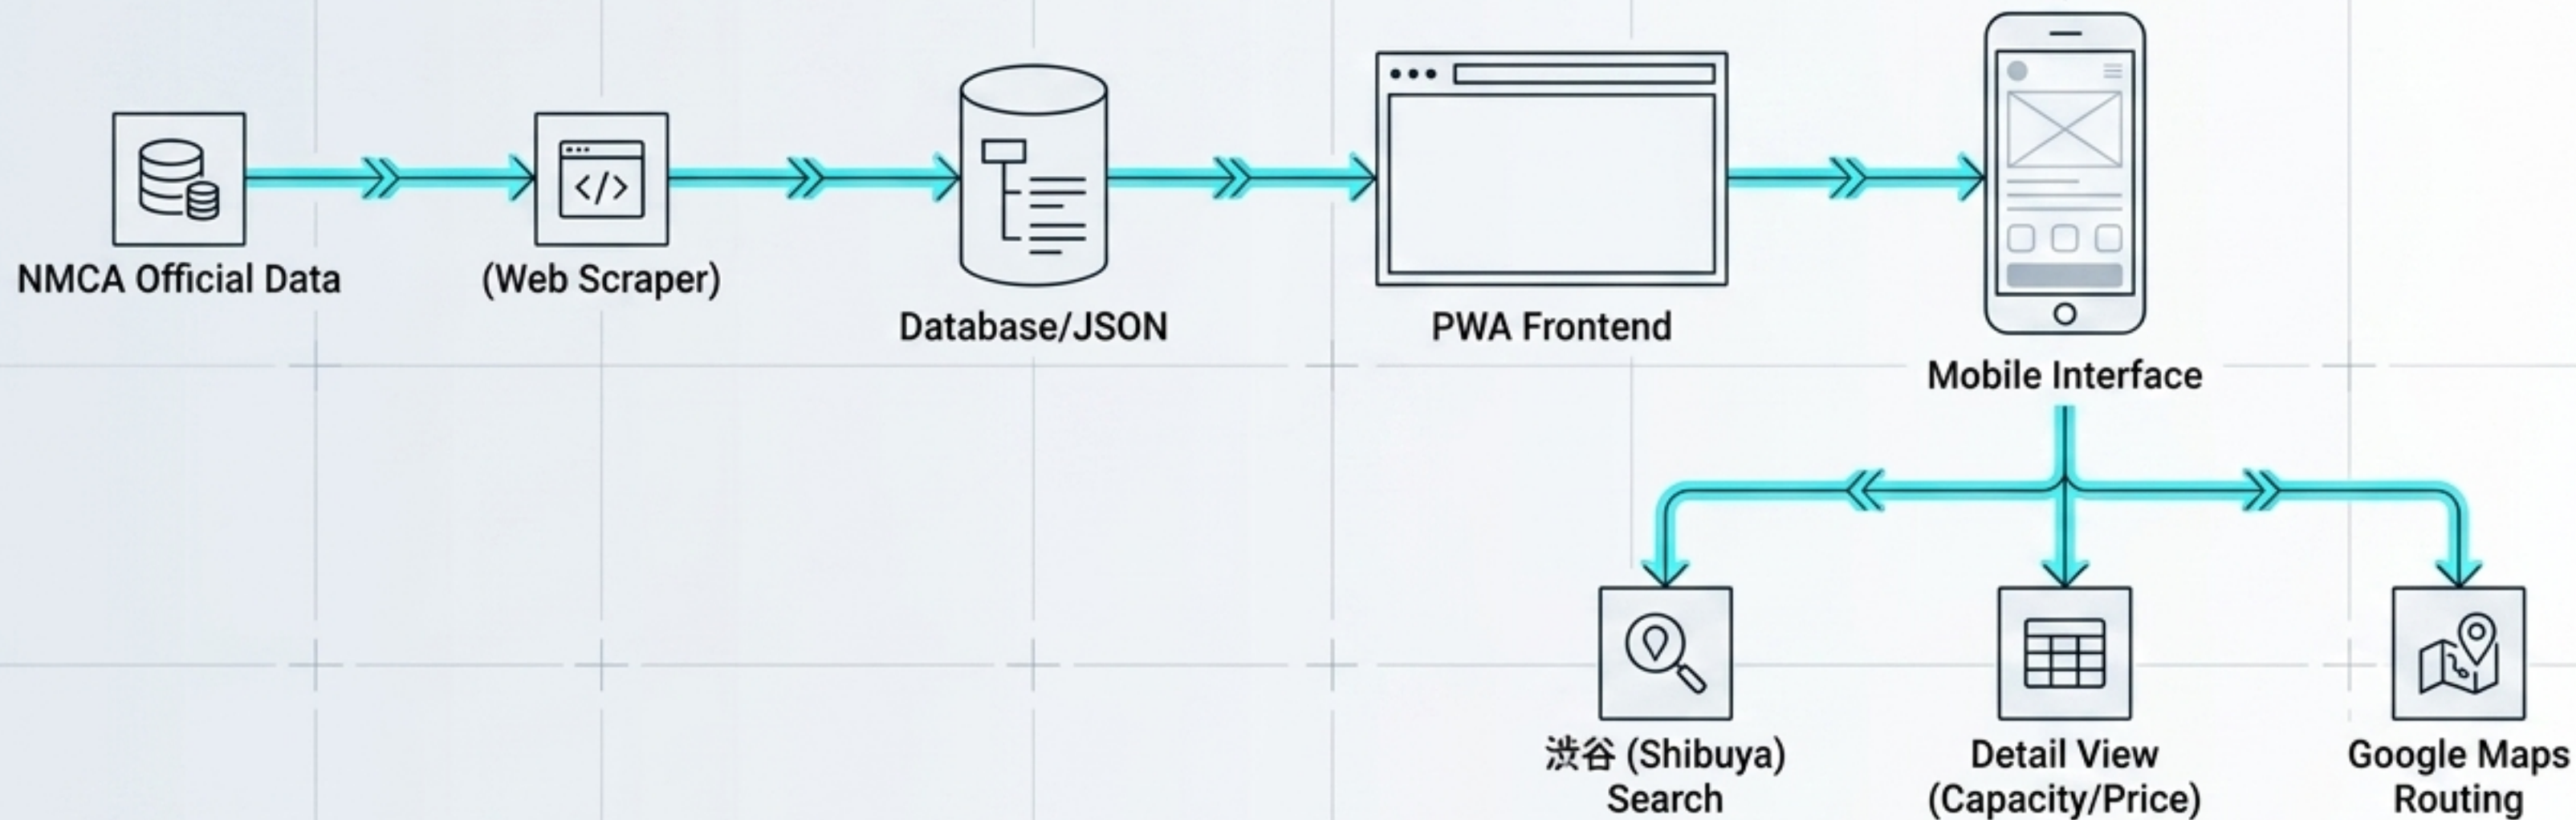 NMCA Official Data
(Web Scraper)
Database/JSON
PWA Frontend
Mobile Interface
渋谷 (Shibuya)
Search
Detail View
(Capacity/Price)
Google Maps
Routing